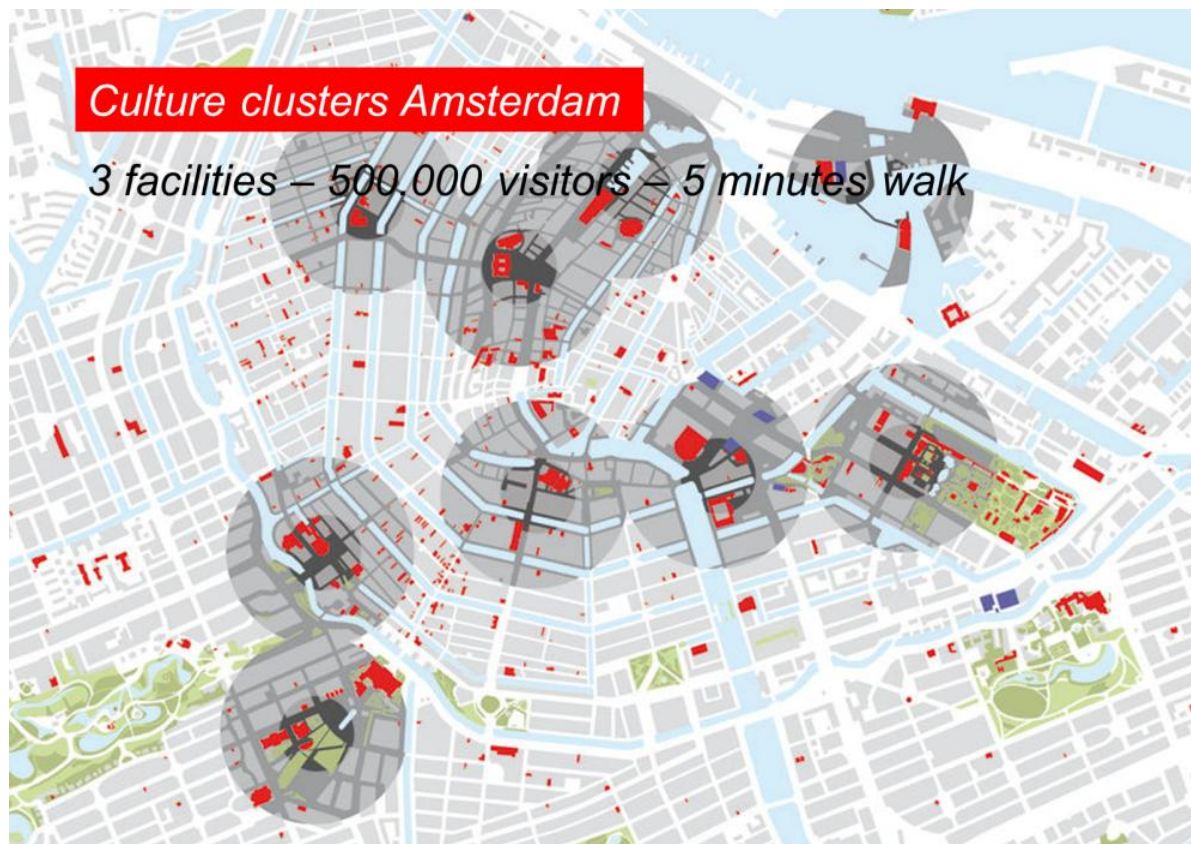 Culture clusters Amsterdam
3 facilities – 500.000 visitors – 5 minutes walk